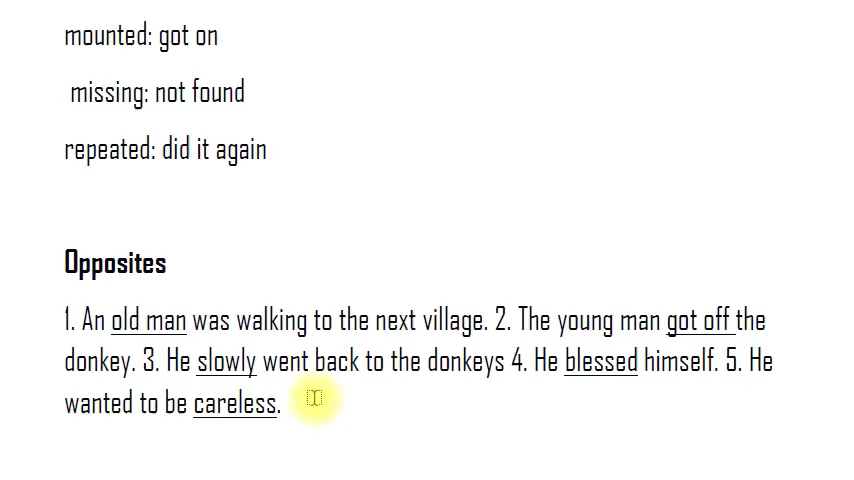 mounted: got on
missing: not found
repeated: did it again
Opposites
1. An old man was walking to the next village. 2. The young man got off the
donkey. 3. He slowly went back to the donkeys 4. He blessed himself. 5. He
wanted to be careless.